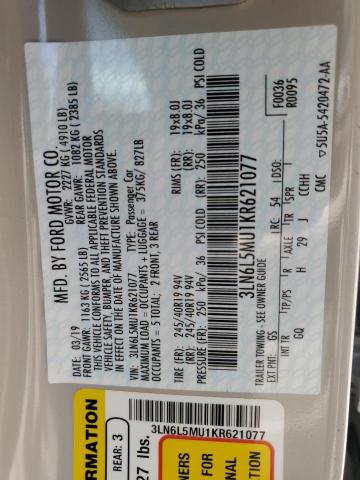 MFD. BY FORD MOTOR CO.
03/19
GVWR: 2227 KG ( 4910 LB)
FRONT GAWR: 1163 KG ( 2565 LB)
REAR GAWR: 1082 KG ( 2385 LB)
THIS VEHICLE CONFORMS TO ALL APPLICABLE FEDERAL MOTOR
VEHICLE SAFETY, BUMPER, AND THEFT PREVENTION STANDARDS
IN EFFECT ON THE DATE OF MANUFACTURE SHOWN ABOVE.
VIN: 3LN6L5MU1KR621077
TYPE: Passenger Car
MAXIMUM LOAD = OCCUPANTS + LUGGAGE = 375KG/ 827LB
OCCUPANTS = 5 TOTAL; 2 FRONT; 3 REAR
TIRE (FR): 245/40R19 94V RIMS (FR): 19x8.0J
TIRE (RR): 245/40R19 94V RIMS (RR): 19x8.0J
PRESSURE (FR): 250 kPa/ 36 PSI COLD (RR): 250 kPa/ 36 PSI COLD
3LN6L5MU1KR621077
F0036
R0095
TRAILER TOWING - SEE OWNER GUIDE
EXT PNT: GS RC: 54 DSO:
INT TR TP/PS R AXLE TR SPR
GQ H 29 J CCHH
CMC 5U5A-5420472-AA
3LN6L5MU1KR621077
REAR: 3
27 lbs.
FOR